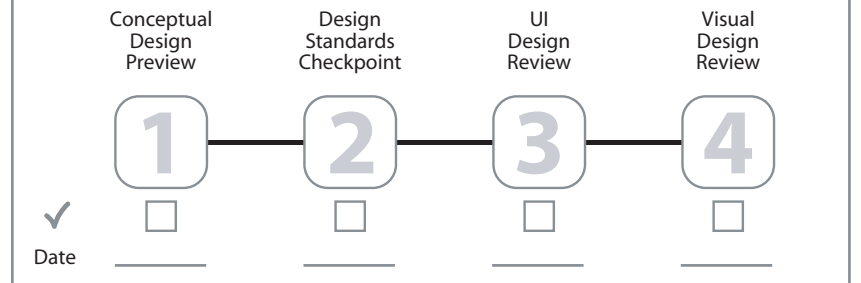 Conceptual
Design
Preview
Design
Standards
Checkpoint
UI
Design
Review
Visual
Design
Review
1
2
3
4
Date